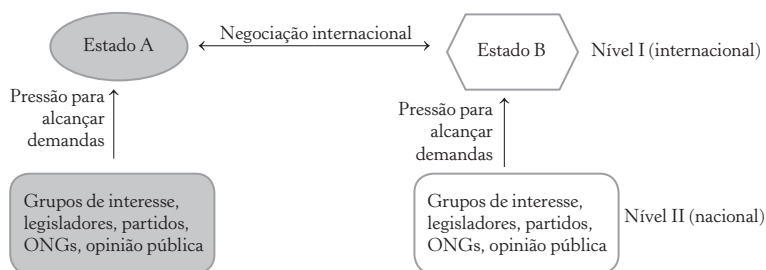 Estado A
Negociação internacional
Estado B
Nível I (internacional)
Pressão para
alcançar
demandas
Pressão para
alcançar
demandas
Grupos de interesse,
legisladores, partidos,
ONGs, opinião pública
Grupos de interesse,
legisladores, partidos,
ONGs, opinião pública
Nível II (nacional)